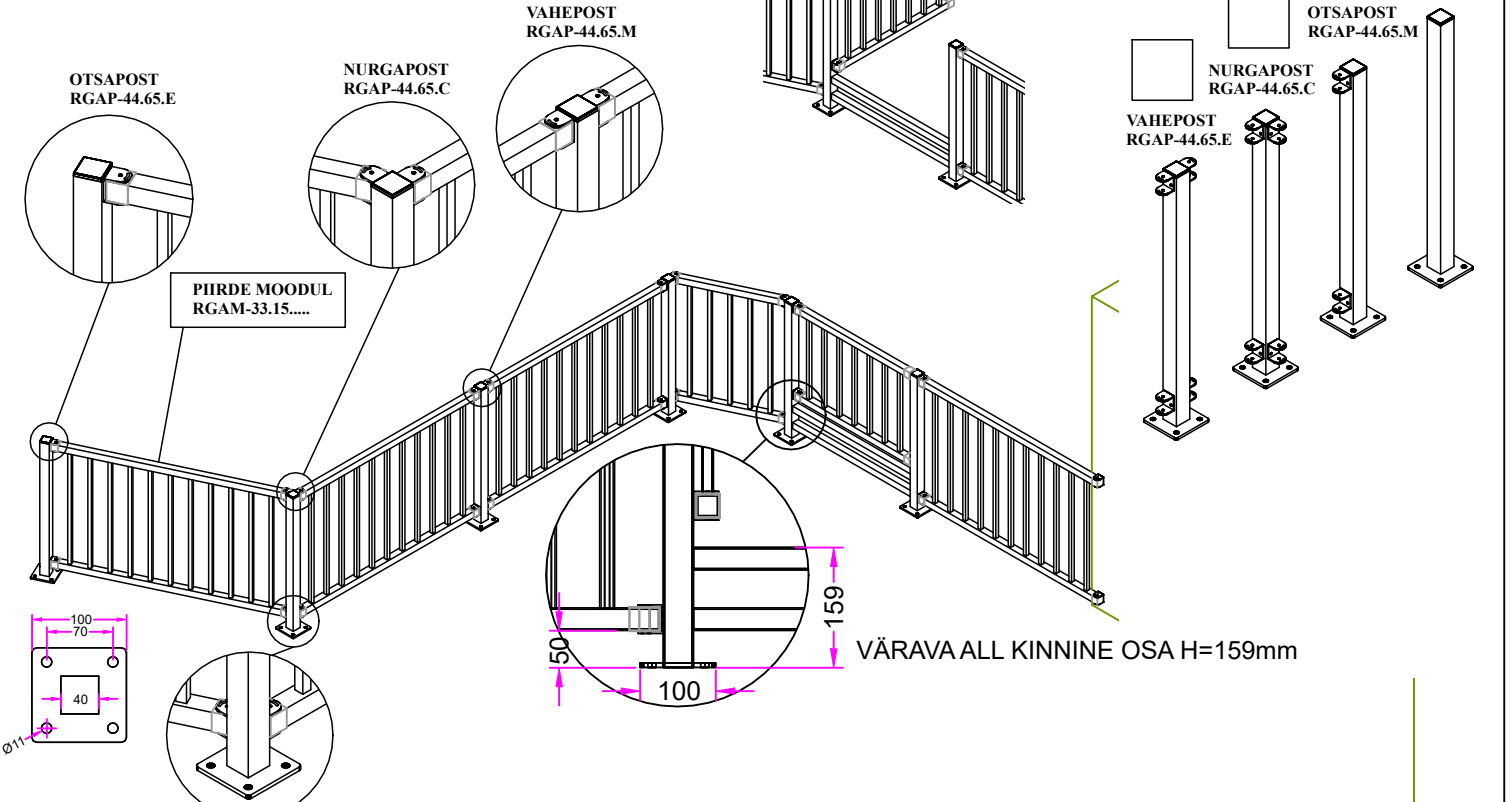 VAHEPOST
RGAP-44.65.M
OTSAPOST
RGAP-44.65.M
OTSAPOST
RGAP-44.65.E
NURGAPOST
RGAP-44.65.C
NURGAPOST
RGAP-44.65.C
VAHEPOST
RGAP-44.65.E
PIIRDE MOODUL
RGAM-33.15.....
100
70
40
Ø11
50
159
100
VÄRAVA ALL KINNINE OSA H=159mm